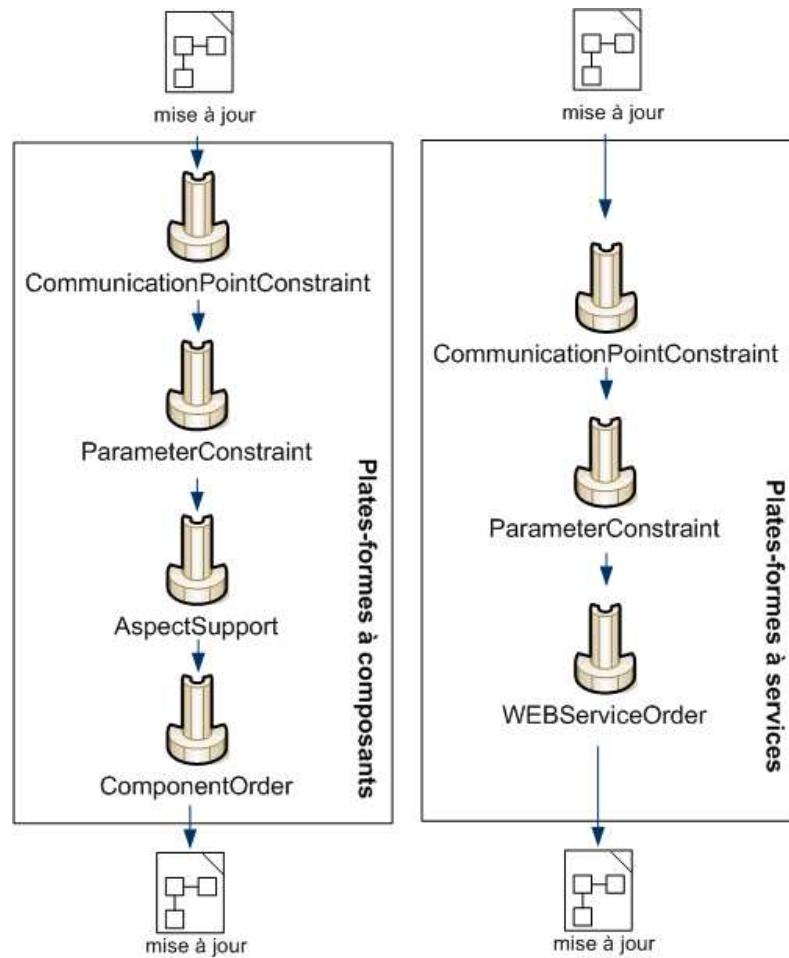 mise à jour
CommunicationPointConstraint
ParameterConstraint
AspectSupport
ComponentOrder
Plates-formes à composants
mise à jour
mise à jour
CommunicationPointConstraint
ParameterConstraint
WEBServiceOrder
Plates-formes à services
mise à jour